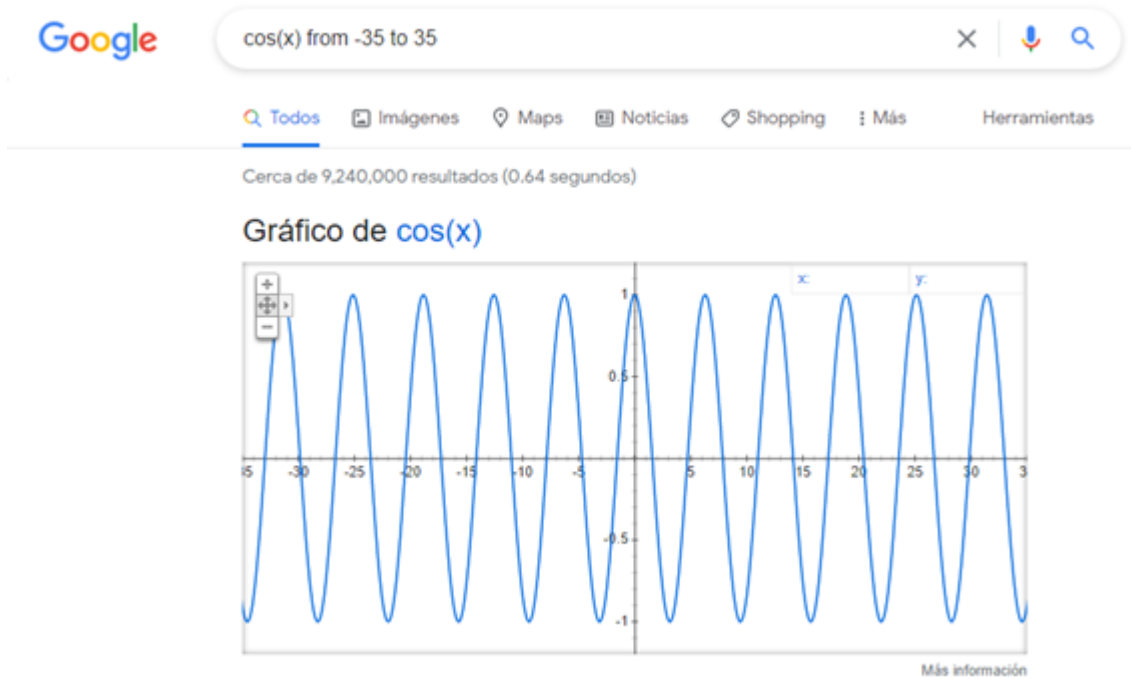 Google cos(x) from -35 to 35
Todos Imágenes Maps Noticias Shopping Más Herramientas
Cerca de 9,240,000 resultados (0.64 segundos)
Gráfico de cos(x)
x: y:
1
0.5
35 -30 -25 -20 -15 -10 -5 5 10 15 20 25 30 3
-0.5
-1
Más información